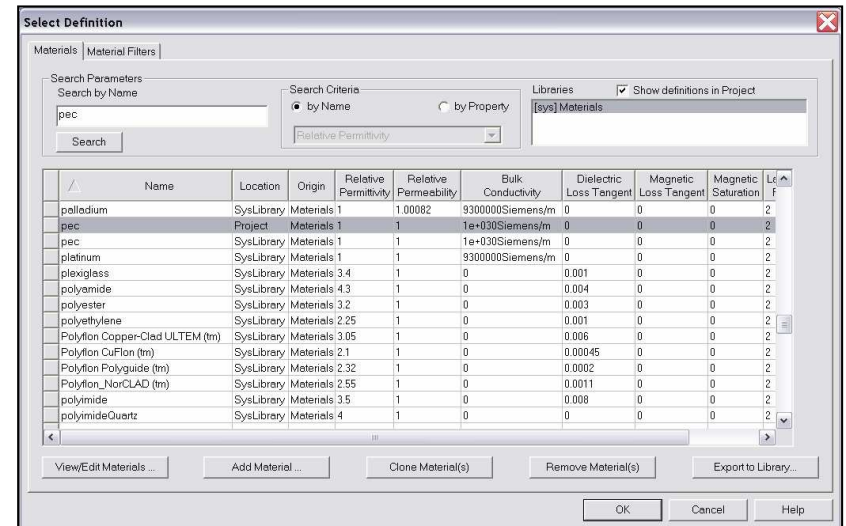 Select Definition
Materials Material Filters
Search Parameters
Search by Name
pec
Search
Search Criteria
by Name by Property
Relative Permittivity
Libraries Show definitions in Project
[sys] Materials
Name Location Origin Relative Permittivity Relative Permeability Bulk Conductivity Dielectric Loss Tangent Magnetic Loss Tangent Magnetic Saturation
palladium SysLibrary Materials 1 1.00082 9300000Siemens/m 0 0 0 2
pec Project Materials 1 1 1e+030Siemens/m 0 0 0 2
pec SysLibrary Materials 1 1 1e+030Siemens/m 0 0 0 2
platinum SysLibrary Materials 1 1 9300000Siemens/m 0 0 0 2
plexiglass SysLibrary Materials 3.4 1 0 0.001 0 0 2
polyamide SysLibrary Materials 4.3 1 0 0.004 0 0 2
polyester SysLibrary Materials 3.2 1 0 0.003 0 0 2
polyethylene SysLibrary Materials 2.25 1 0 0.001 0 0 2
Polyflon Copper-Clad ULTEM (tm) SysLibrary Materials 3.05 1 0 0.006 0 0 2
Polyflon CuFlon (tm) SysLibrary Materials 2.1 1 0 0.00045 0 0 2
Polyflon Polyguide (tm) SysLibrary Materials 2.32 1 0 0.0002 0 0 2
Polyflon_NorCLAD (tm) SysLibrary Materials 2.55 1 0 0.0011 0 0 2
polyimide SysLibrary Materials 3.5 1 0 0.008 0 0 2
polyimideQuartz SysLibrary Materials 4 1 0 0 0 0 2
View/Edit Materials ... Add Material ... Clone Material(s) Remove Material(s) Export to Library...
OK Cancel Help